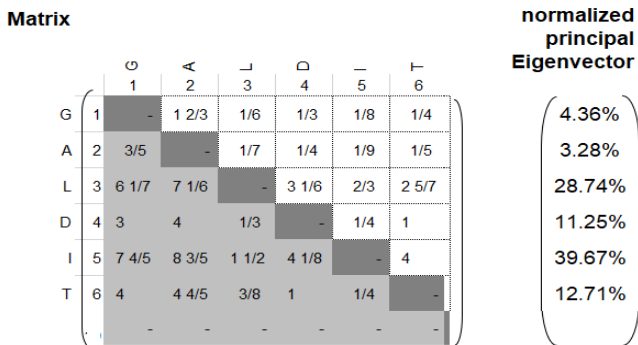 Matrix
normalized
principal
Eigenvector
G A L D I T
1 2 3 4 5 6
G 1 - 1 2/3 1/6 1/3 1/8 1/4 4.36%
A 2 3/5 - 1/7 1/4 1/9 1/5 3.28%
L 3 6 1/7 7 1/6 - 3 1/6 2/3 2 5/7 28.74%
D 4 3 4 1/3 - 1/4 1 11.25%
I 5 7 4/5 8 3/5 1 1/2 4 1/8 - 4 39.67%
T 6 4 4 4/5 3/8 1 1/4 - 12.71%
- - - - - -